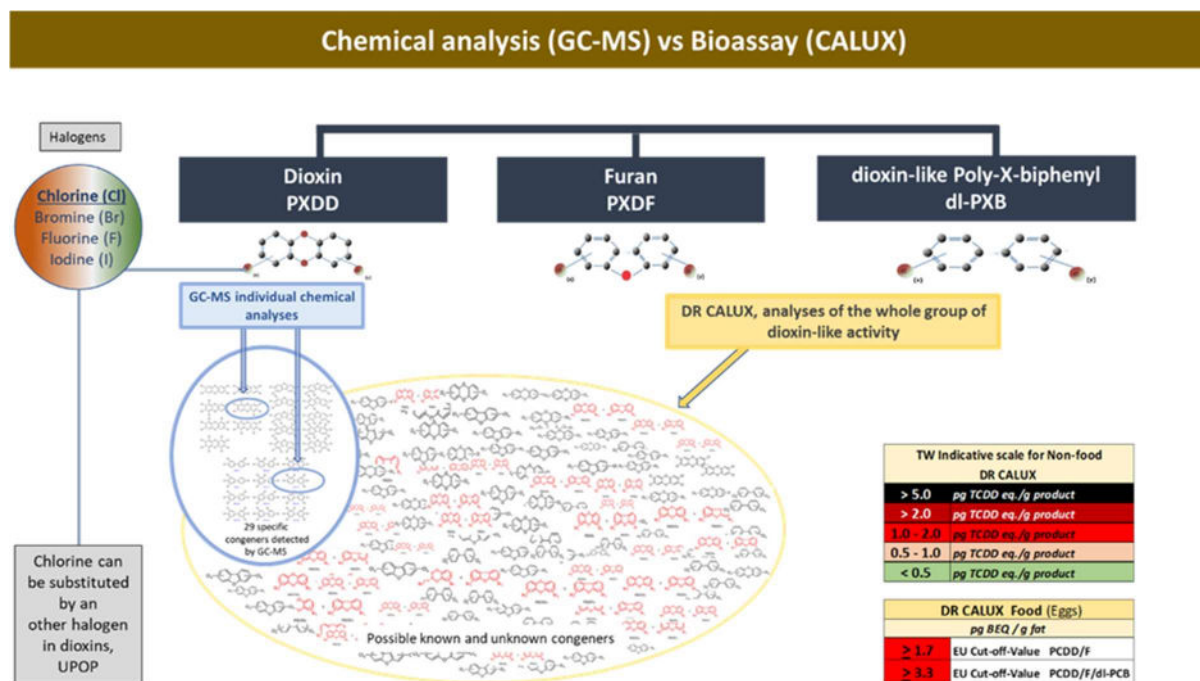 Chemical analysis (GC-MS) vs Bioassay (CALUX)
Halogens
Chlorine (Cl)
Bromine (Br)
Fluorine (F)
Iodine (I)
Dioxin
PXDD
Furan
PXDF
dioxin-like Poly-X-biphenyl
dl-PXB
GC-MS individual chemical
analyses
DR CALUX, analyses of the whole group of
dioxin-like activity
29 specific
congeners detected
by GC-MS
Possible known and unknown congeners
Chlorine can
be substituted
by an
other halogen
in dioxins,
UPOP
TW Indicative scale for Non-food
DR CALUX
> 5.0 pg TCDD eq./g product
> 2.0 pg TCDD eq./g product
1.0 - 2.0 pg TCDD eq./g product
0.5 - 1.0 pg TCDD eq./g product
< 0.5 pg TCDD eq./g product
DR CALUX Food (Eggs)
pg BEQ / g fat
≥ 1.7 EU Cut-off-Value PCDD/F
≥ 3.3 EU Cut-off-Value PCDD/F/dl-PCB